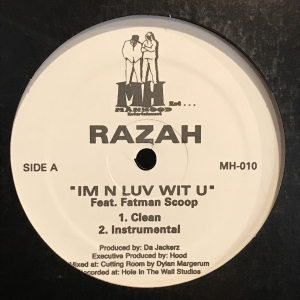 MH Ent...
MANHOOD
Entertainment
RAZAH
SIDE A
MH-010
"IM N LUV WIT U"
Feat. Fatman Scoop
1. Clean
2. Instrumental
Produced by: Da Jackerz
Executive Produced by: Hood
Mixed at: Cutting Room by Dylan Margerum
Recorded at: Hole In The Wall Studios